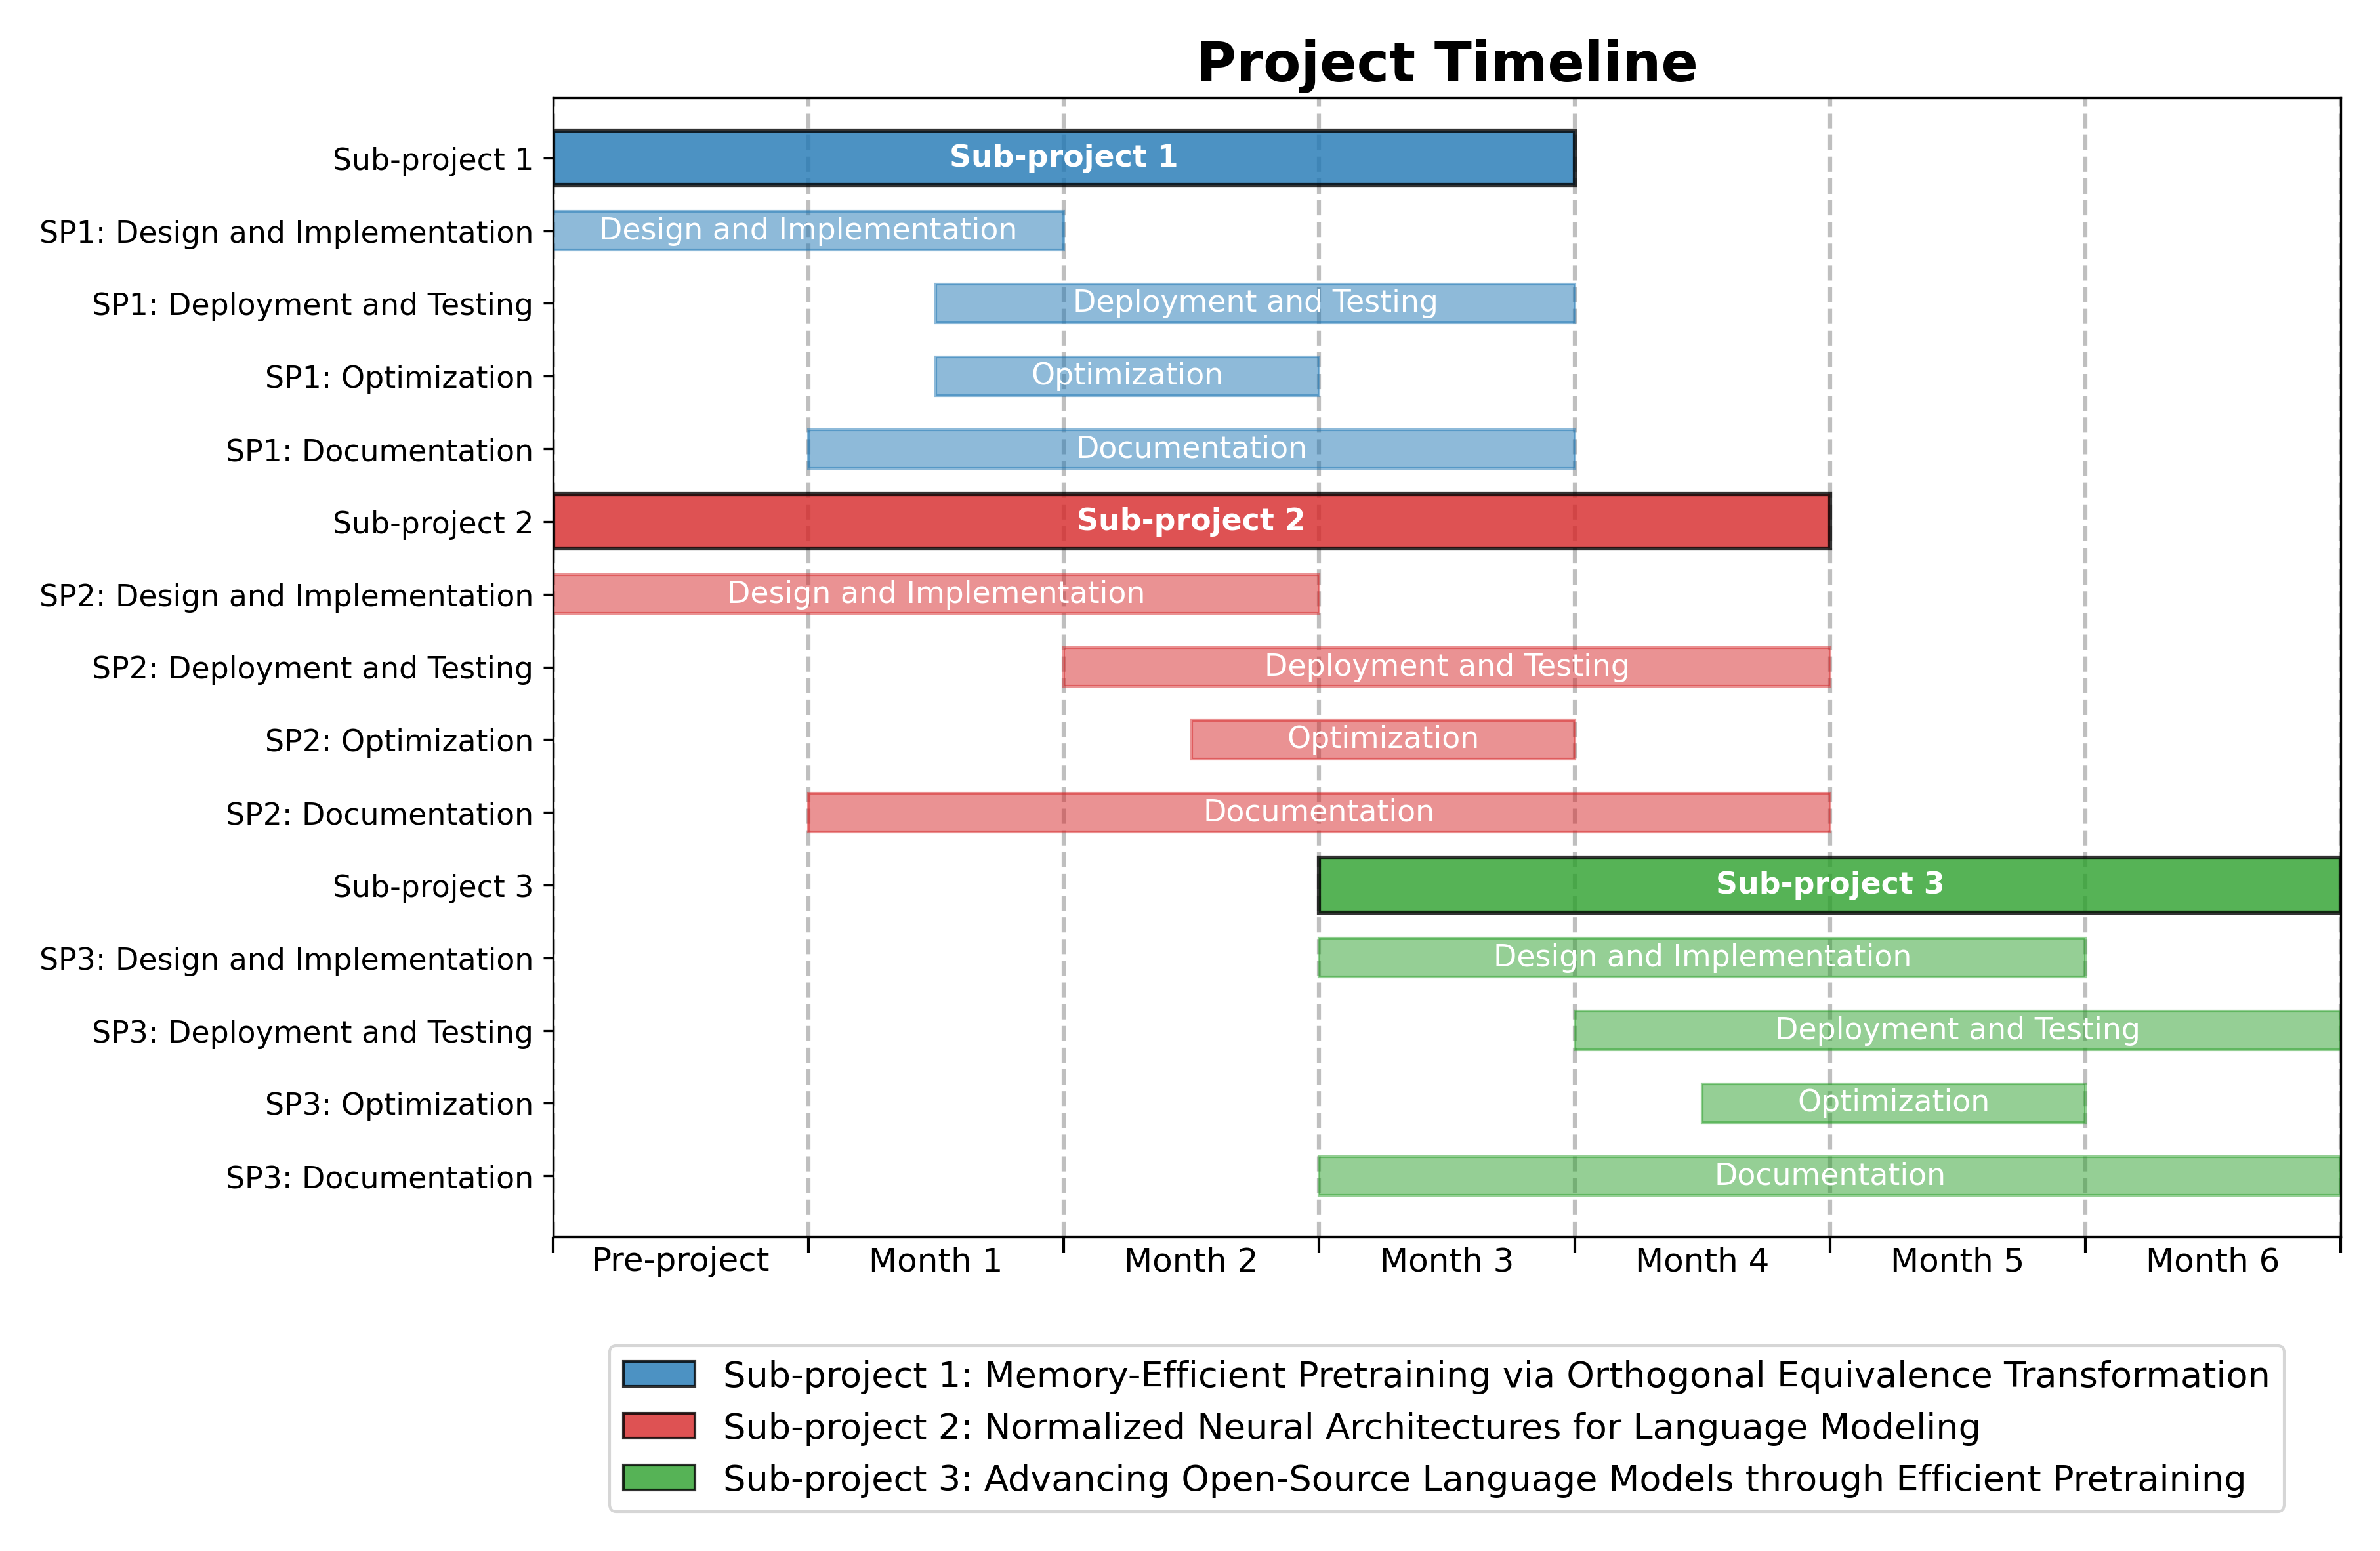 Project Timeline
Sub-project 1
Sub-project 1
SP1: Design and Implementation
Design and Implementation
SP1: Deployment and Testing
Deployment and Testing
SP1: Optimization
Optimization
SP1: Documentation
Documentation
Sub-project 2
Sub-project 2
SP2: Design and Implementation
Design and Implementation
SP2: Deployment and Testing
Deployment and Testing
SP2: Optimization
Optimization
SP2: Documentation
Documentation
Sub-project 3
Sub-project 3
SP3: Design and Implementation
Design and Implementation
SP3: Deployment and Testing
Deployment and Testing
SP3: Optimization
Optimization
SP3: Documentation
Documentation
Pre-project Month 1 Month 2 Month 3 Month 4 Month 5 Month 6
Sub-project 1: Memory-Efficient Pretraining via Orthogonal Equivalence Transformation
Sub-project 2: Normalized Neural Architectures for Language Modeling
Sub-project 3: Advancing Open-Source Language Models through Efficient Pretraining